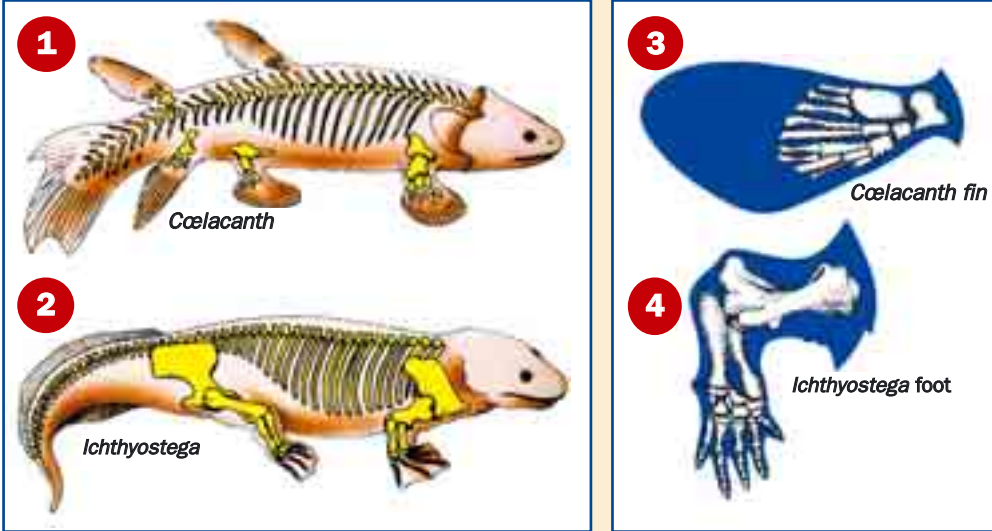 1
Cœlacanth
2
Ichthyostega
3
Cœlacanth fin
4
Ichthyostega foot